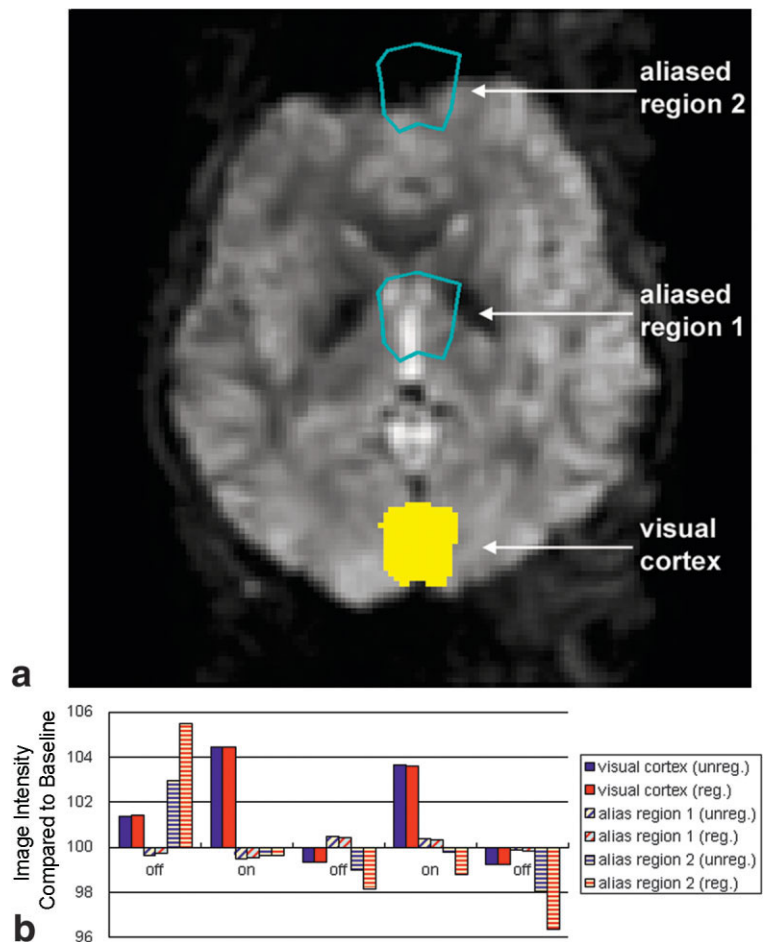 aliased
region 2
aliased
region 1
visual
cortex
a
Image Intensity
Compared to Baseline
106
104
102
100
98
96
off
on
off
on
off
visual cortex (unreg.)
visual cortex (reg.)
alias region 1 (unreg.)
alias region 1 (reg.)
alias region 2 (unreg.)
alias region 2 (reg.)
b